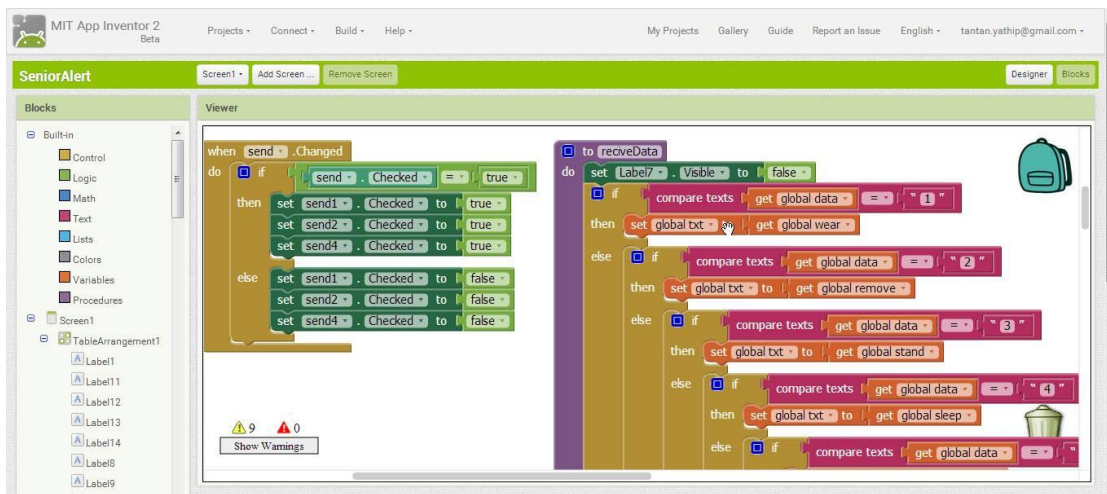 MIT App Inventor 2
Beta
Projects Connect Build Help My Projects Gallery Guide Report an Issue English tantan.yathip@gmail.com
SeniorAlert Screen1 Add Screen ... Remove Screen Designer Blocks
Blocks
Built-in
Control
Logic
Math
Text
Lists
Colors
Variables
Procedures
Screen1
TableArrangement1
Label1
Label11
Label12
Label13
Label14
Label8
Label9
Viewer
when send .Changed
do if send . Checked = true
then set send1 . Checked to true
set send2 . Checked to true
set send4 . Checked to true
else set send1 . Checked to false
set send2 . Checked to false
set send4 . Checked to false
9 0
Show Warnings
to reciveData
do set Label7 . Visible to false
if compare texts get global data = " 1 "
then set global txt get global wear
else if compare texts get global data = " 2 "
then set global txt to get global remove
else if compare texts get global data = " 3 "
then set global txt to get global stand
else if compare texts get global data = " 4 "
then set global txt to get global sleep
else if compare texts get global data = "